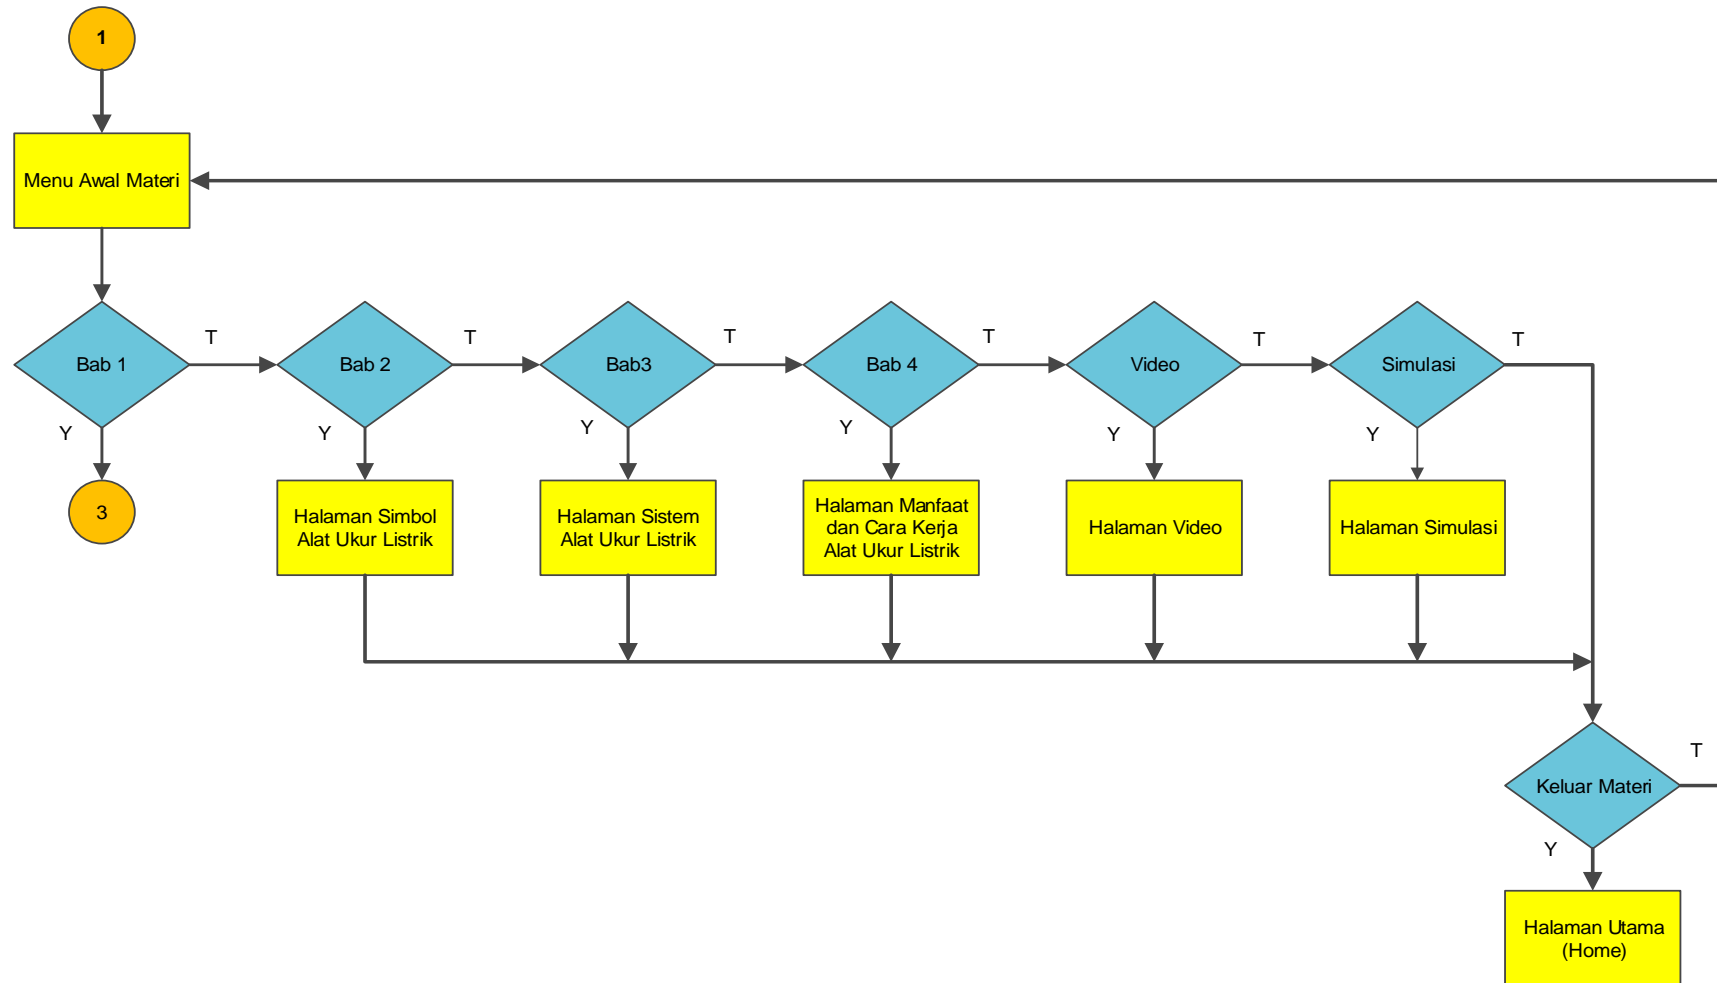 1
Menu Awal Materi
Bab 1
T
Bab 2
T
Bab3
T
Bab 4
T
Video
T
Simulasi
T
Y
Y
Y
Y
Y
Y
3
Halaman Simbol
Alat Ukur Listrik
Halaman Sistem
Alat Ukur Listrik
Halaman Manfaat
dan Cara Kerja
Alat Ukur Listrik
Halaman Video
Halaman Simulasi
Keluar Materi
T
Y
Halaman Utama
(Home)